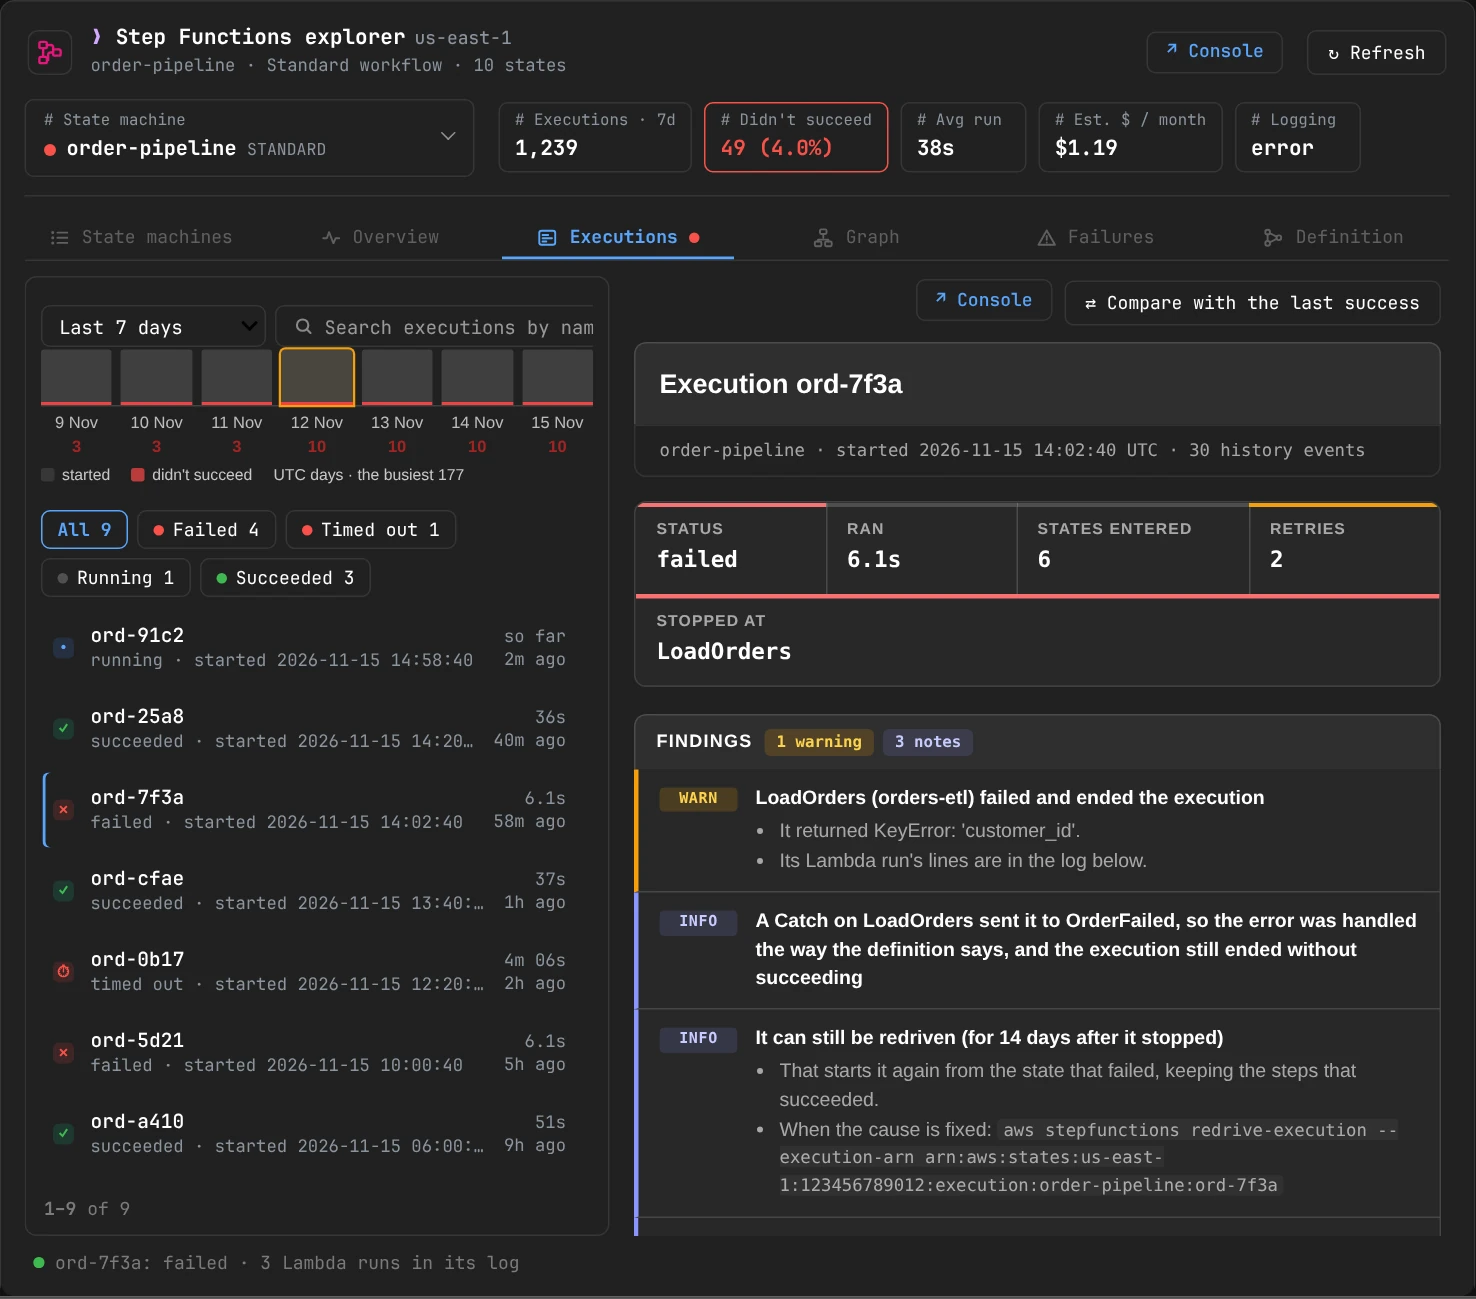 ⟩ Step Functions explorer us-east-1
order-pipeline · Standard workflow · 10 states
↗ Console
↻ Refresh
# State machine
order-pipeline STANDARD
# Executions · 7d
1,239
# Didn't succeed
49 (4.0%)
# Avg run
38s
# Est. $ / month
$1.19
# Logging
error
State machines
Overview
Executions
Graph
Failures
Definition
Last 7 days
Search executions by nam
9 Nov 10 Nov 11 Nov 12 Nov 13 Nov 14 Nov 15 Nov
3 3 3 10 10 10 10
started didn't succeed UTC days · the busiest 177
All 9
Failed 4
Timed out 1
Running 1
Succeeded 3
ord-91c2 so far
running · started 2026-11-15 14:58:40 2m ago
ord-25a8 36s
succeeded · started 2026-11-15 14:20… 40m ago
ord-7f3a 6.1s
failed · started 2026-11-15 14:02:40 58m ago
ord-cfae 37s
succeeded · started 2026-11-15 13:40:… 1h ago
ord-0b17 4m 06s
timed out · started 2026-11-15 12:20:… 2h ago
ord-5d21 6.1s
failed · started 2026-11-15 10:00:40 5h ago
ord-a410 51s
succeeded · started 2026-11-15 06:00:… 9h ago
1–9 of 9
↗ Console
⇄ Compare with the last success
Execution ord-7f3a
order-pipeline · started 2026-11-15 14:02:40 UTC · 30 history events
STATUS
failed
RAN
6.1s
STATES ENTERED
6
RETRIES
2
STOPPED AT
LoadOrders
FINDINGS 1 warning 3 notes
WARN LoadOrders (orders-etl) failed and ended the execution
• It returned KeyError: 'customer_id'.
• Its Lambda run's lines are in the log below.
INFO A Catch on LoadOrders sent it to OrderFailed, so the error was handled
the way the definition says, and the execution still ended without
succeeding
INFO It can still be redriven (for 14 days after it stopped)
• That starts it again from the state that failed, keeping the steps that
succeeded.
• When the cause is fixed: aws stepfunctions redrive-execution --
execution-arn arn:aws:states:us-east-
1:123456789012:execution:order-pipeline:ord-7f3a
ord-7f3a: failed · 3 Lambda runs in its log